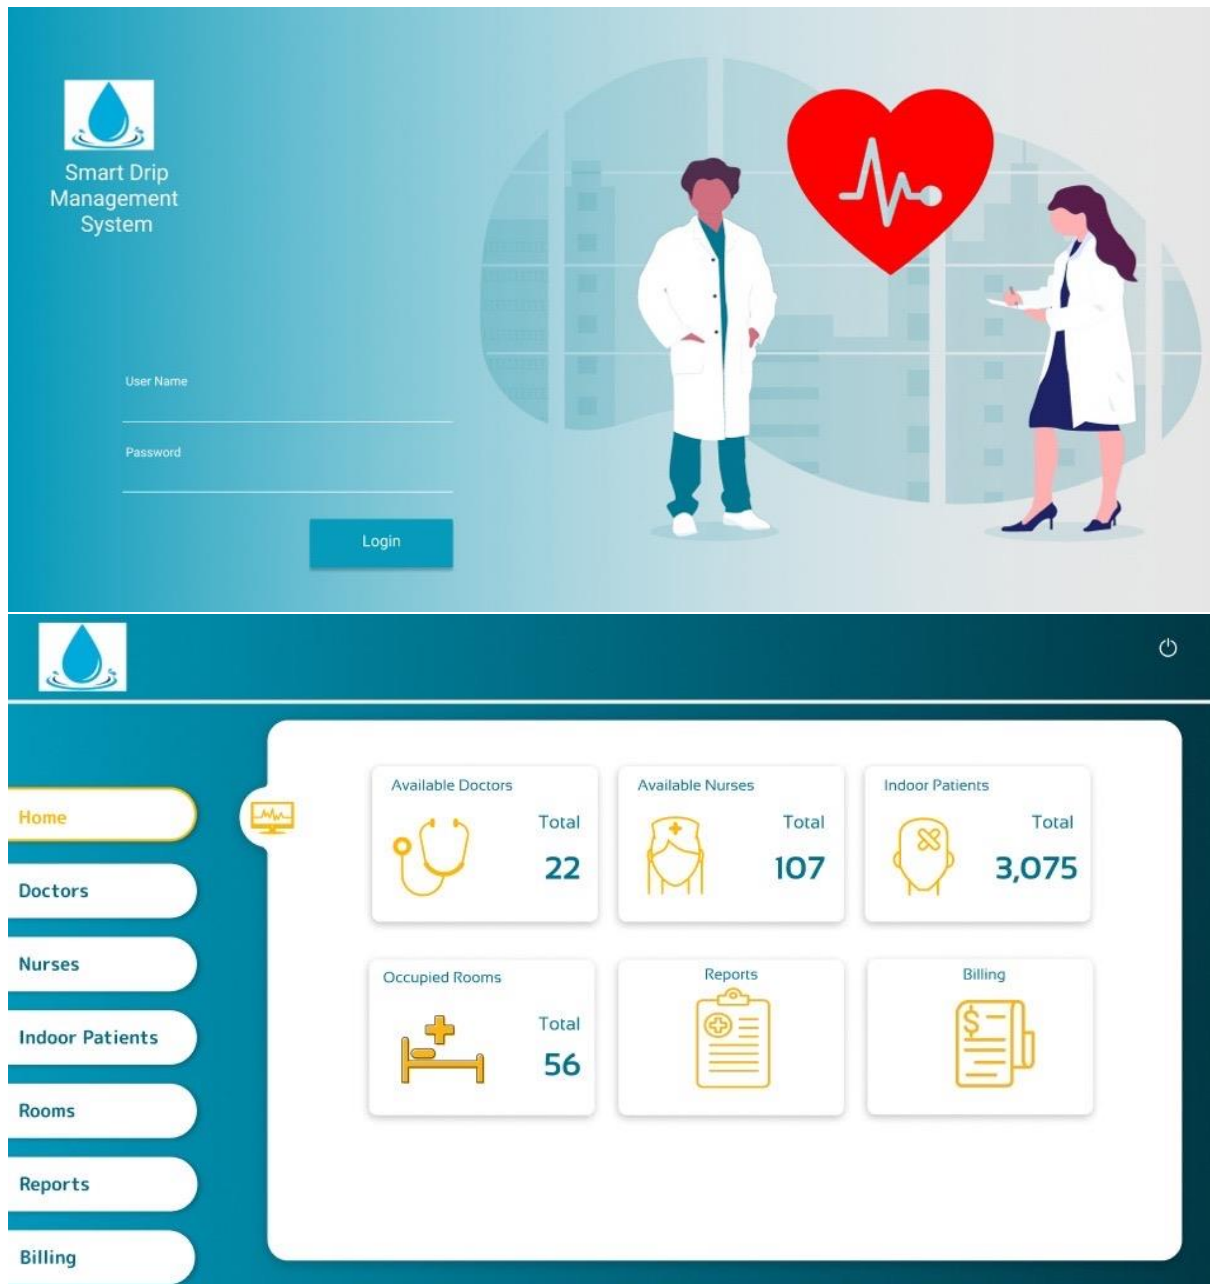 Smart Drip
Management
System
User Name
Password
Login
Home
Doctors
Nurses
Indoor Patients
Rooms
Reports
Billing
Available Doctors
Total
22
Available Nurses
Total
107
Indoor Patients
Total
3,075
Occupied Rooms
Total
56
Reports
Billing
$